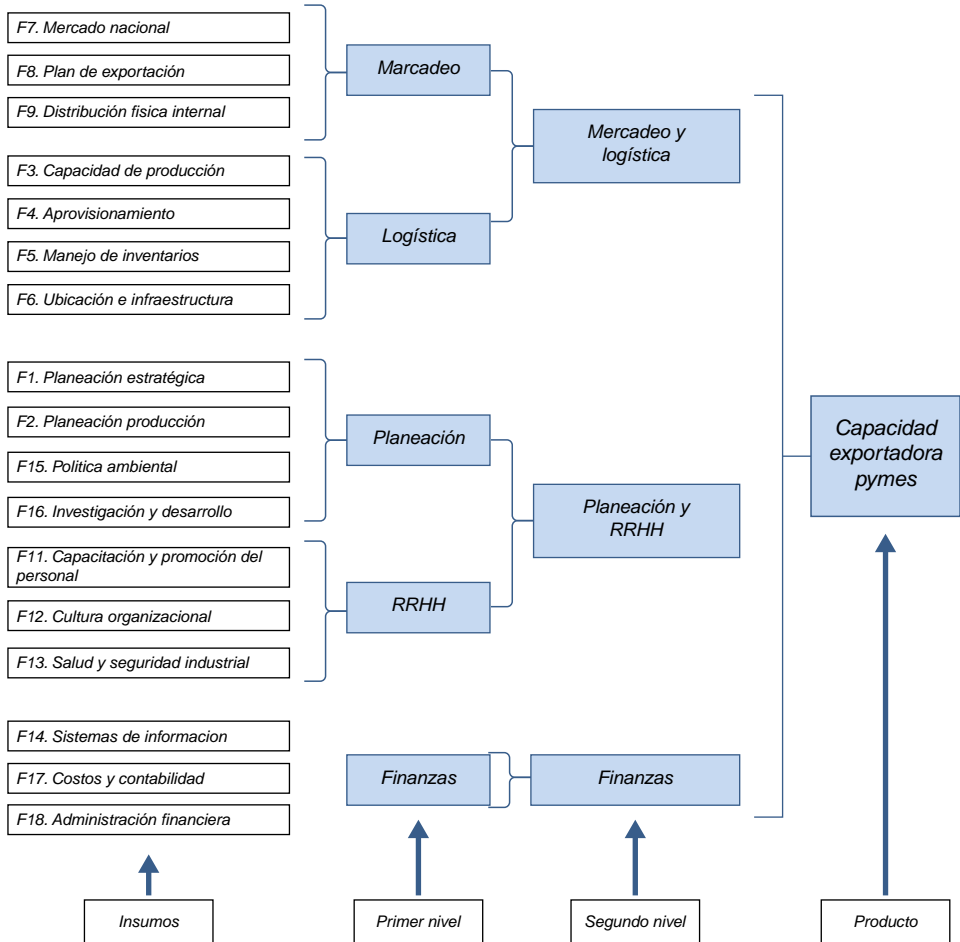 F7. Mercado nacional
F8. Plan de exportación
F9. Distribución fisica internal
Marcadeo
F3. Capacidad de producción
F4. Aprovisionamiento
F5. Manejo de inventarios
F6. Ubicación e infraestructura
Logística
Mercadeo y
logística
F1. Planeación estratégica
F2. Planeación producción
F15. Politica ambiental
F16. Investigación y desarrollo
Planeación
F11. Capacitación y promoción del
personal
F12. Cultura organizacional
F13. Salud y seguridad industrial
RRHH
Planeación y
RRHH
F14. Sistemas de informacion
F17. Costos y contabilidad
F18. Administración financiera
Finanzas
Finanzas
Capacidad
exportadora
pymes
Insumos
Primer nivel
Segundo nivel
Producto